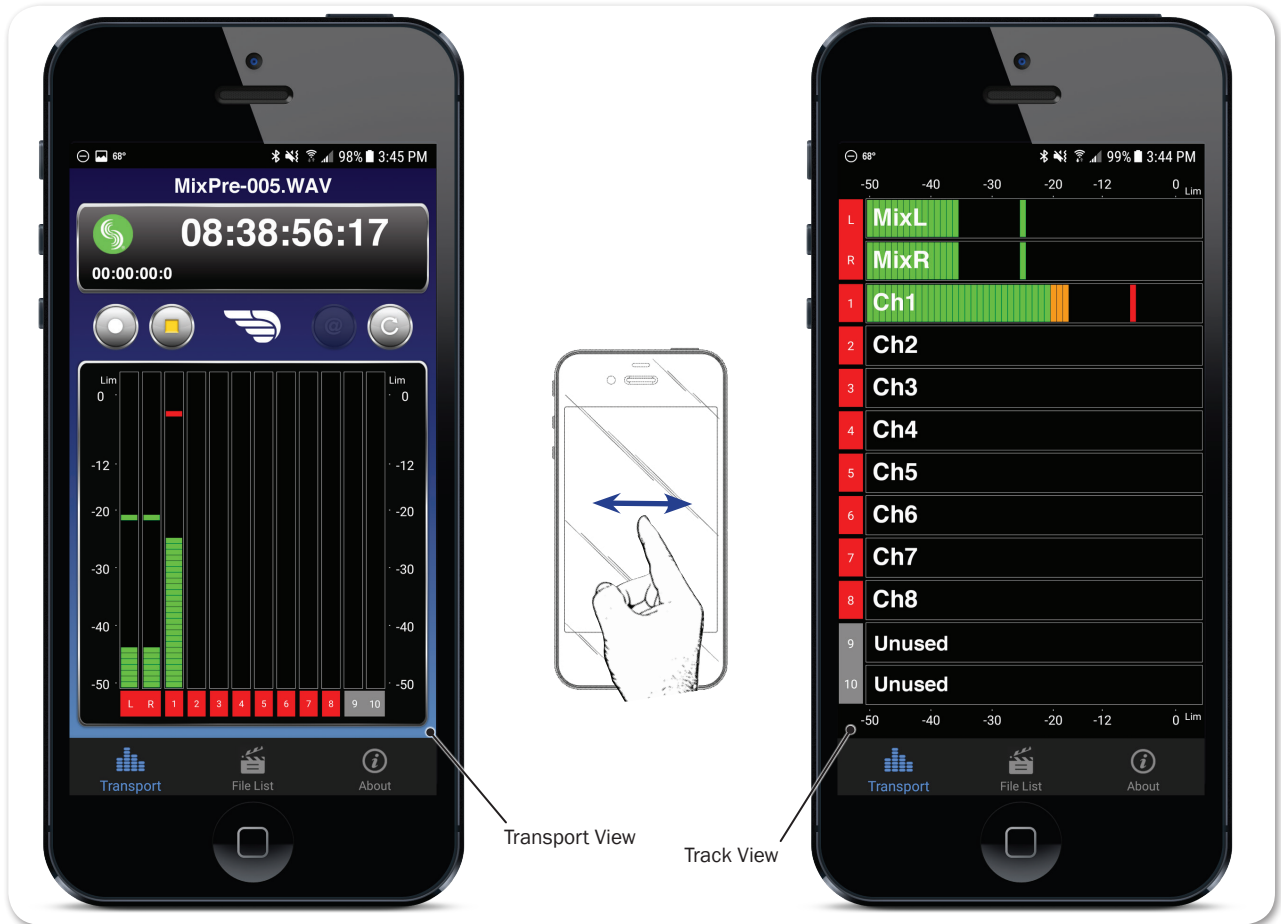 68° 98% 3:45 PM
MixPre-005.WAV
08:38:56:17
00:00:00:0
@
Lim Lim
0 0
-12 -12
-20 -20
-30 -30
-40 -40
-50 -50
L R 1 2 3 4 5 6 7 8 9 10
Transport File List About
Transport View
68° 99% 3:44 PM
-50 -40 -30 -20 -12 0 Lim
L MixL
R MixR
1 Ch1
2 Ch2
3 Ch3
4 Ch4
5 Ch5
6 Ch6
7 Ch7
8 Ch8
9 Unused
10 Unused
-50 -40 -30 -20 -12 0 Lim
Transport File List About
Track View